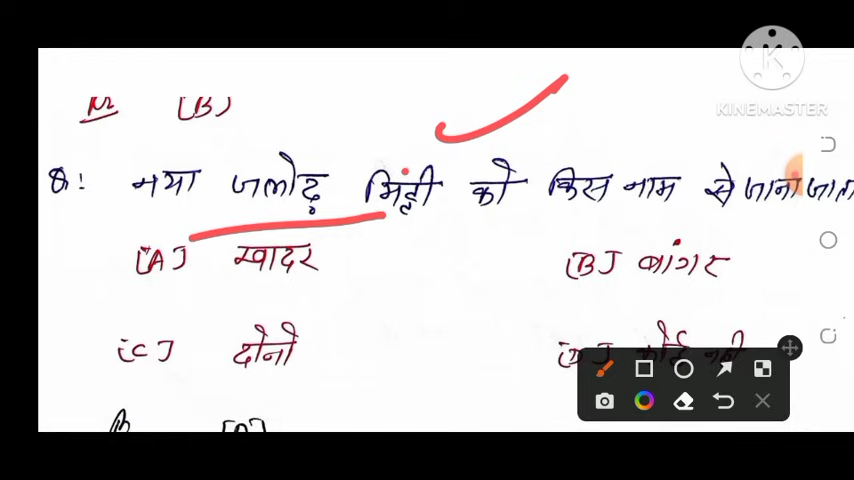 KINEMASTER
[B]
Q: नया जलोढ़ मिट्टी को किस नाम से जाना जाता
[A] खादर
[B] बांगर
[C] दोनो